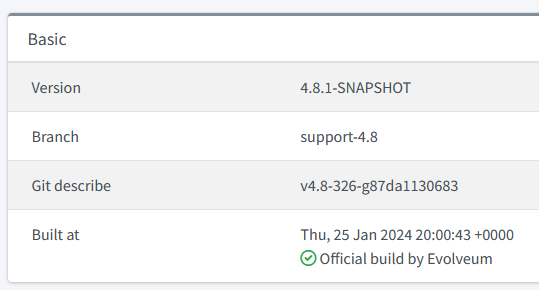 Basic
Version 4.8.1-SNAPSHOT
Branch support-4.8
Git describe v4.8-326-g87da1130683
Built at Thu, 25 Jan 2024 20:00:43 +0000
Official build by Evolveum